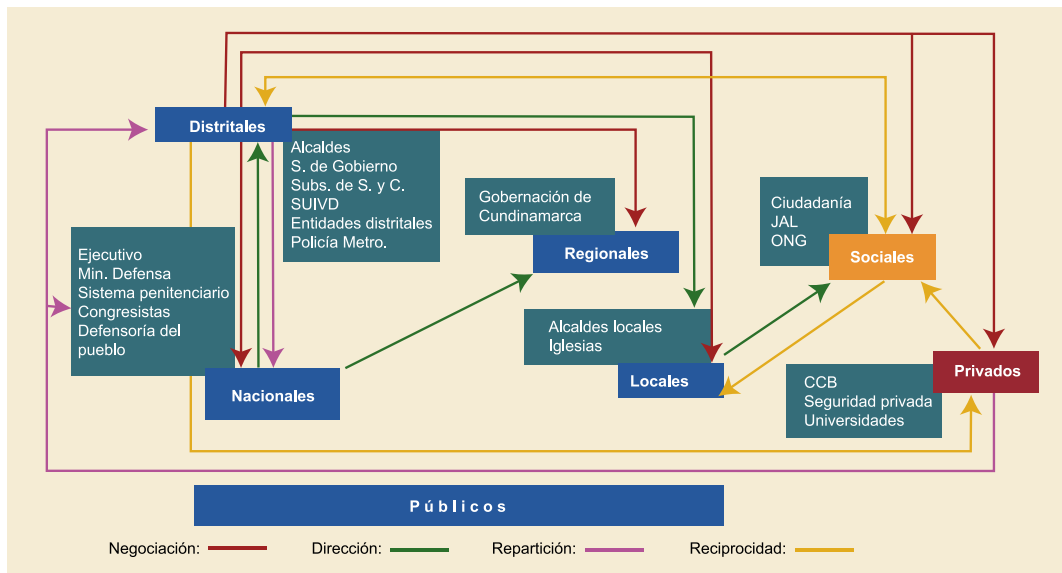 Distritales
Alcaldes
S. de Gobierno
Subs. de S. y C.
SUIVD
Entidades distritales
Policía Metro.
Gobernación de
Cundinamarca
Regionales
Ciudadanía
JAL
ONG
Sociales
Ejecutivo
Min. Defensa
Sistema penitenciario
Congresistas
Defensoría del
pueblo
Nacionales
Alcaldes locales
Iglesias
Locales
Privados
CCB
Seguridad privada
Universidades
Públicos
Negociación:
Dirección:
Repartición:
Reciprocidad: